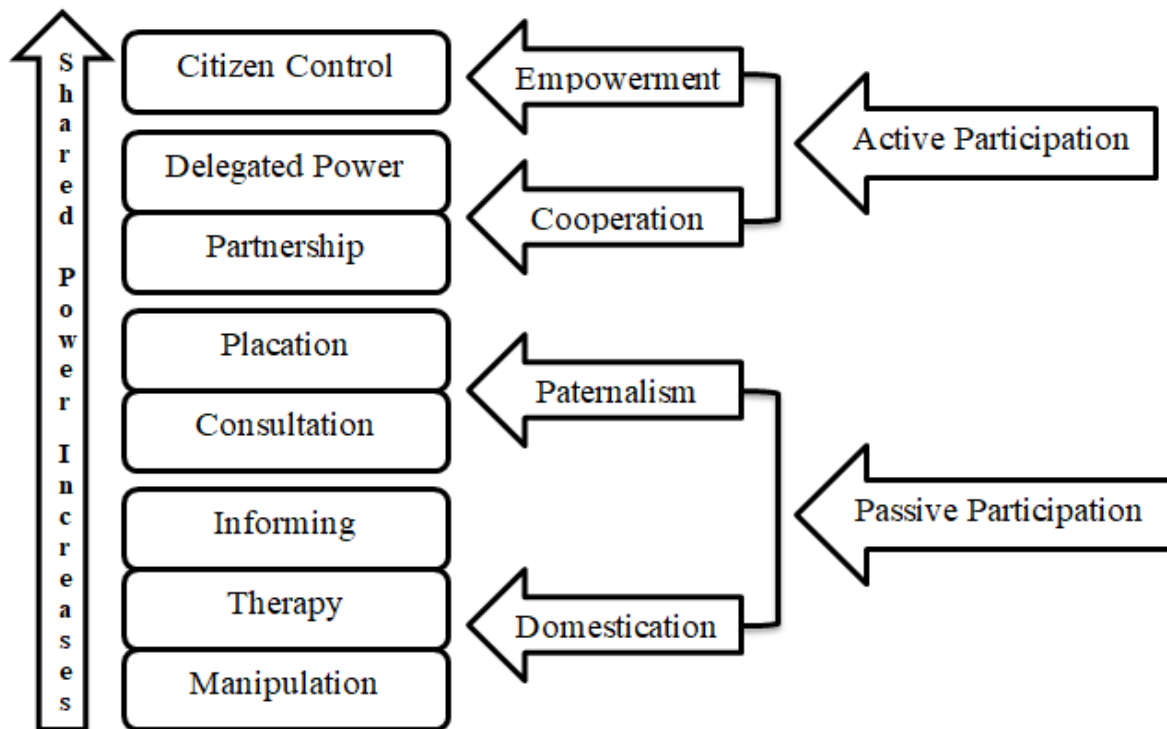 Shared Power Increases
Citizen Control
Delegated Power
Partnership
Placation
Consultation
Informing
Therapy
Manipulation
Empowerment
Cooperation
Paternalism
Domestication
Active Participation
Passive Participation